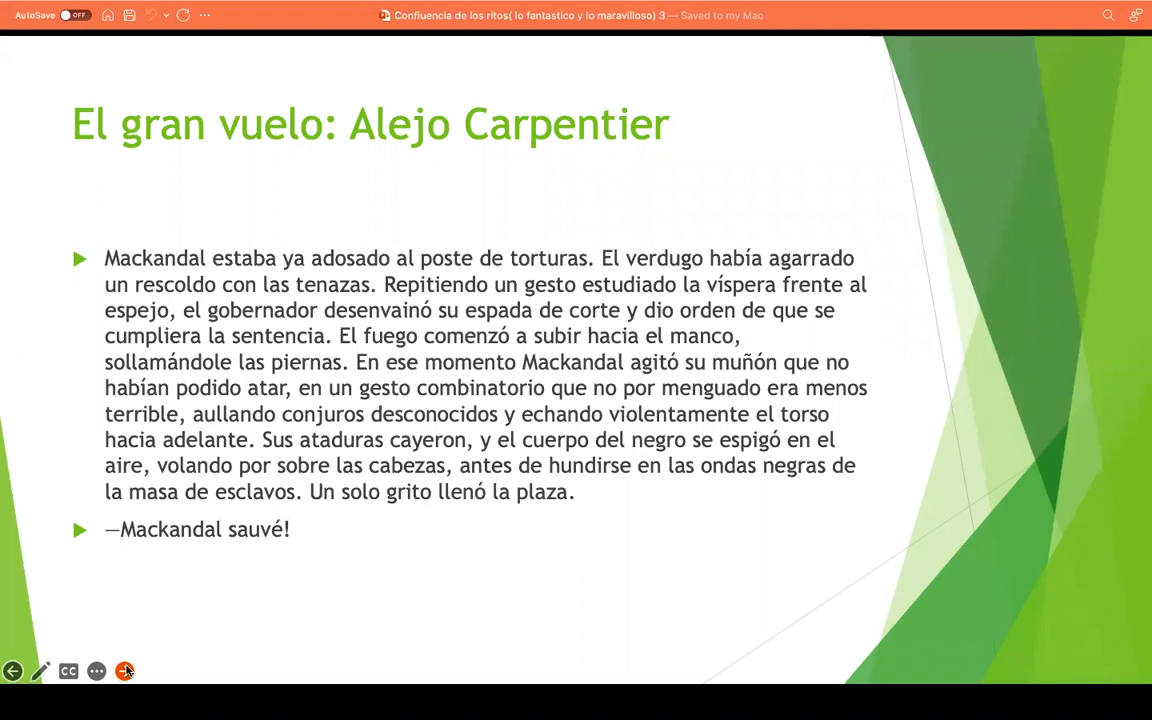 AutoSave OFF
Confluencia de los ritos( lo fantastico y lo maravilloso) 3 — Saved to my Mac
El gran vuelo: Alejo Carpentier
Mackandal estaba ya adosado al poste de torturas. El verdugo había agarrado
un rescoldo con las tenazas. Repitiendo un gesto estudiado la víspera frente al
espejo, el gobernador desenvainó su espada de corte y dio orden de que se
cumpliera la sentencia. El fuego comenzó a subir hacia el manco,
sollamándole las piernas. En ese momento Mackandal agitó su muñón que no
habían podido atar, en un gesto combinatorio que no por menguado era menos
terrible, aullando conjuros desconocidos y echando violentamente el torso
hacia adelante. Sus ataduras cayeron, y el cuerpo del negro se espigó en el
aire, volando por sobre las cabezas, antes de hundirse en las ondas negras de
la masa de esclavos. Un solo grito llenó la plaza.
—Mackandal sauvé!
CC